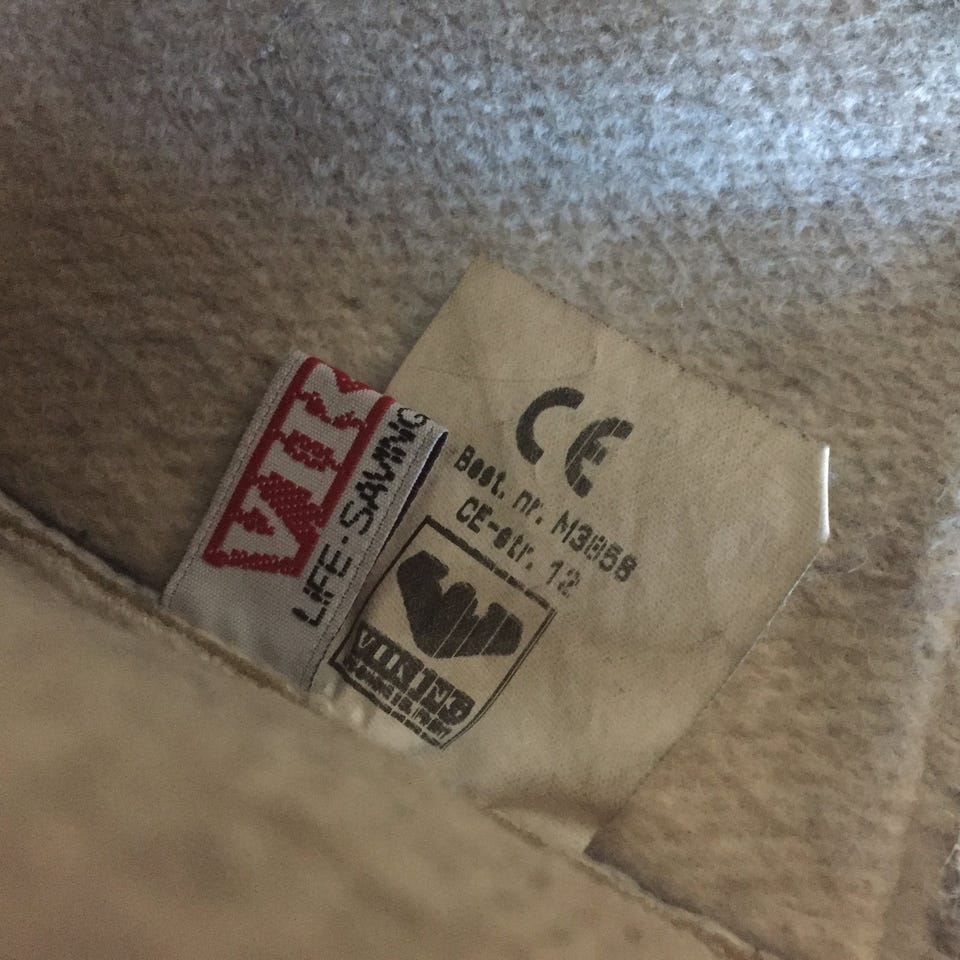 VIK
LIFE-SAVING
CE
Best. nr. M3858
CE-str. 12
VIKING